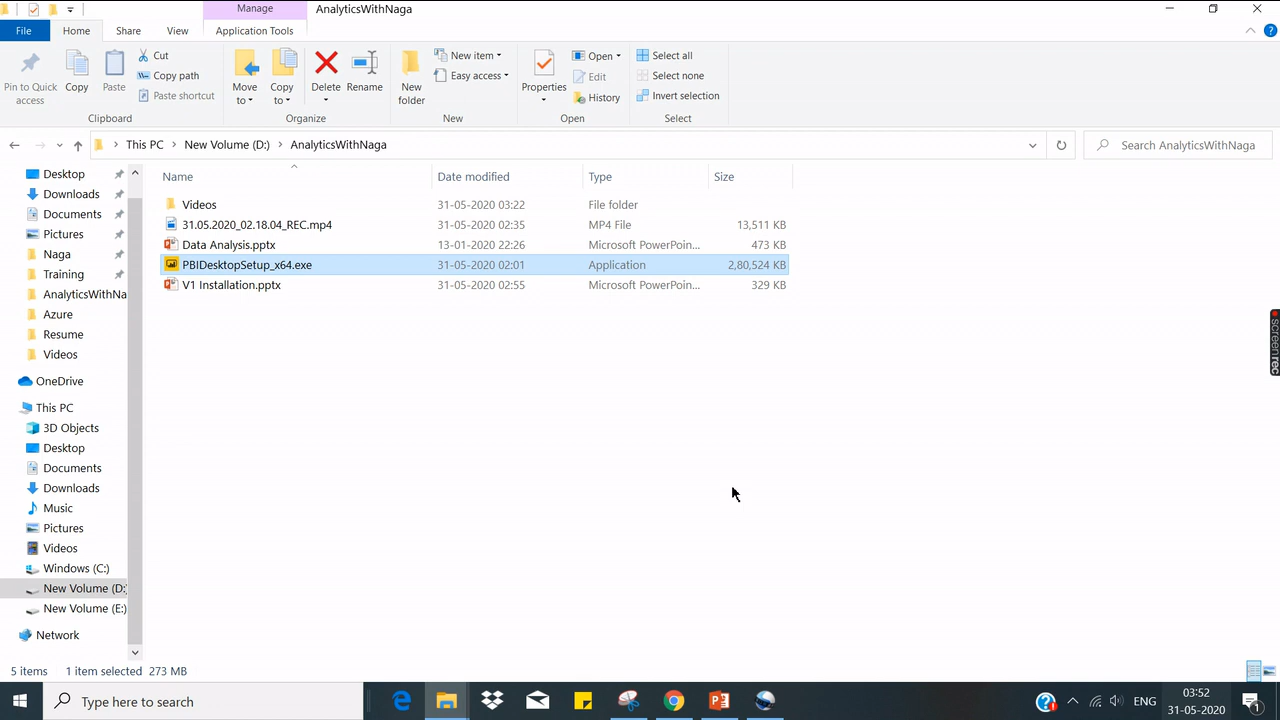 Manage AnalyticsWithNaga
File Home Share View Application Tools
Pin to Quick access
Copy
Paste
Cut
Copy path
Paste shortcut
Clipboard
Move to
Copy to
Delete
Rename
Organize
New folder
New item
Easy access
New
Properties
Open
Edit
History
Open
Select all
Select none
Invert selection
Select
This PC > New Volume (D:) > AnalyticsWithNaga
Search AnalyticsWithNaga
Name Date modified Type Size
Videos 31-05-2020 03:22 File folder
31.05.2020_02.18.04_REC.mp4 31-05-2020 02:35 MP4 File 13,511 KB
Data Analysis.pptx 13-01-2020 22:26 Microsoft PowerPoin... 473 KB
PBIDesktopSetup_x64.exe 31-05-2020 02:01 Application 2,80,524 KB
V1 Installation.pptx 31-05-2020 02:55 Microsoft PowerPoin... 329 KB
Desktop
Downloads
Documents
Pictures
Naga
Training
AnalyticsWithNa
Azure
Resume
Videos
OneDrive
This PC
3D Objects
Desktop
Documents
Downloads
Music
Pictures
Videos
Windows (C:)
New Volume (D:
New Volume (E:)
Network
screenrec
5 items 1 item selected 273 MB
Type here to search
ENG
03:52
31-05-2020
1